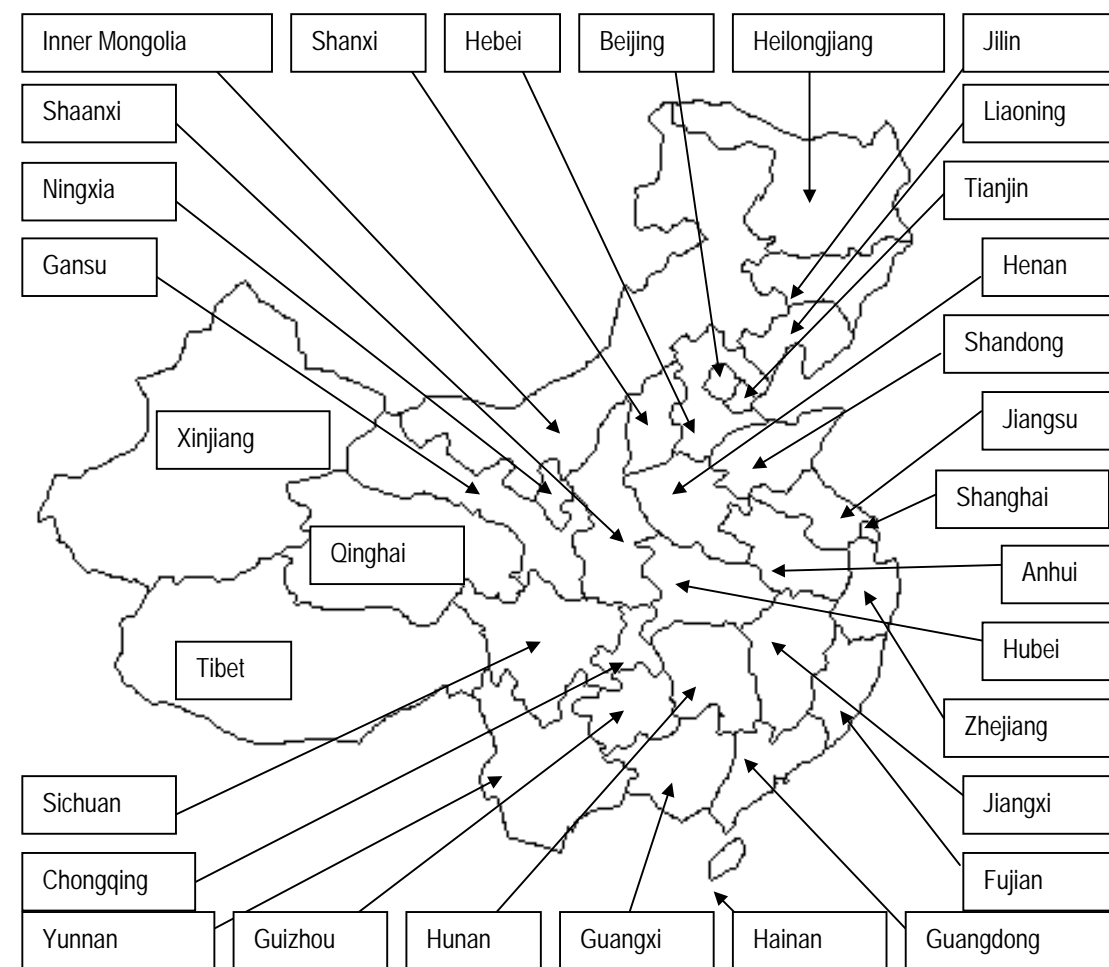 Inner Mongolia
Shanxi
Hebei
Beijing
Heilongjiang
Jilin
Shaanxi
Liaoning
Ningxia
Tianjin
Gansu
Henan
Shandong
Xinjiang
Jiangsu
Shanghai
Qinghai
Anhui
Tibet
Hubei
Zhejiang
Sichuan
Jiangxi
Chongqing
Fujian
Yunnan
Guizhou
Hunan
Guangxi
Hainan
Guangdong